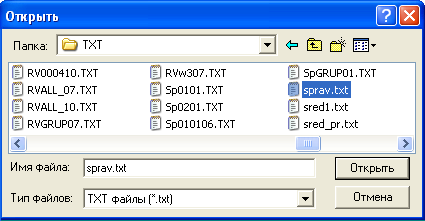 Открыть
Папка: TXT
RV000410.TXT RVw307.TXT SpGRUP01.TXT
RVALL_07.TXT Sp0101.TXT sprav.txt
RVALL_10.TXT Sp0201.TXT sred1.txt
RVGRUP07.TXT Sp010106.TXT sred_pr.txt
Имя файла: sprav.txt Открыть
Тип файлов: TXT файлы (*.txt) Отмена